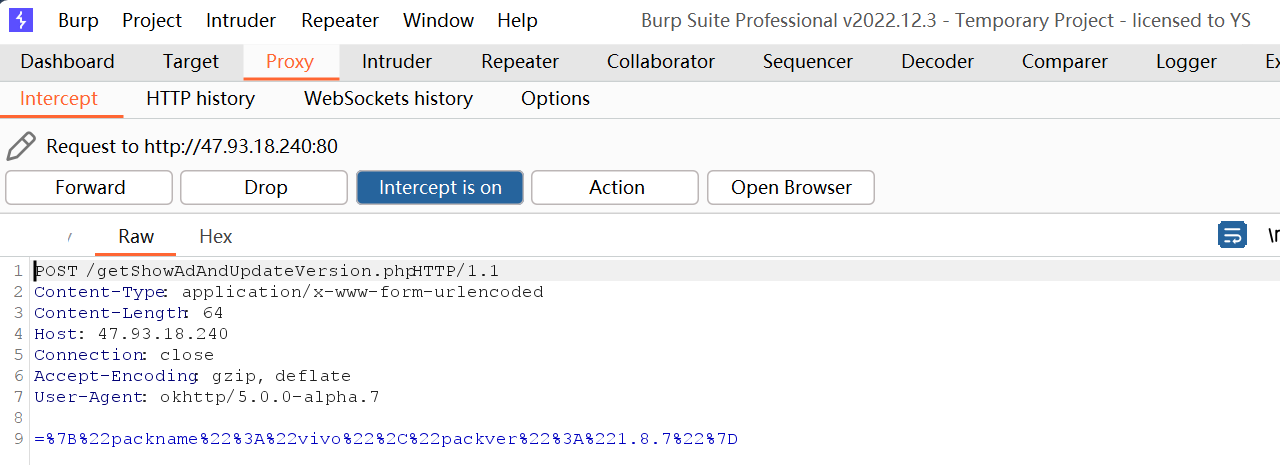 Burp Project Intruder Repeater Window Help Burp Suite Professional v2022.12.3 - Temporary Project - licensed to YS
Dashboard Target Proxy Intruder Repeater Collaborator Sequencer Decoder Comparer Logger Ex
Intercept HTTP history WebSockets history Options
Request to http://47.93.18.240:80
Forward Drop Intercept is on Action Open Browser
y Raw Hex \n
1 POST /getShowAdAndUpdateVersion.php HTTP/1.1
2 Content-Type: application/x-www-form-urlencoded
3 Content-Length: 64
4 Host: 47.93.18.240
5 Connection: close
6 Accept-Encoding: gzip, deflate
7 User-Agent: okhttp/5.0.0-alpha.7
8
9 =%7B%22packname%22%3A%22vivo%22%2C%22packver%22%3A%221.8.7%22%7D